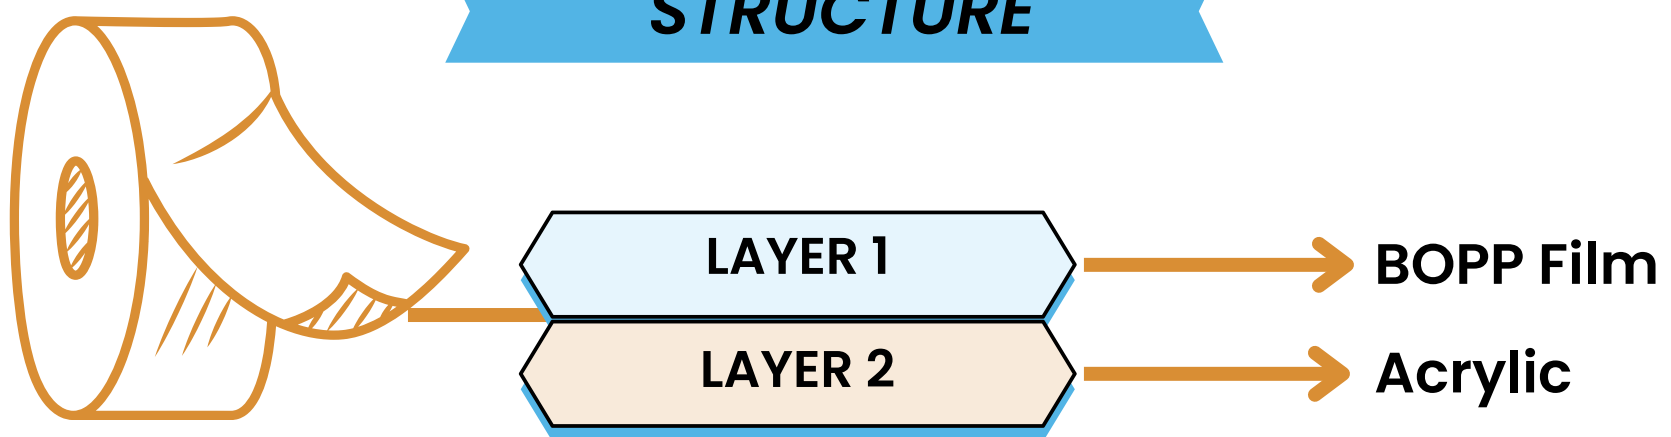 STRUCTURE
LAYER 1
BOPP Film
LAYER 2
Acrylic